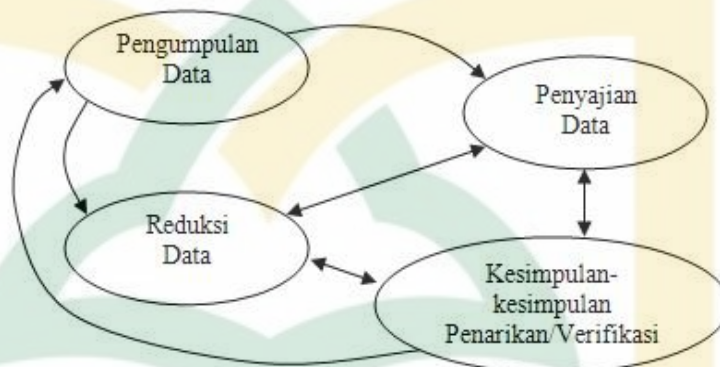 Pengumpulan
Data
Penyajian
Data
Reduksi
Data
Kesimpulan-
kesimpulan
Penarikan/Verifikasi